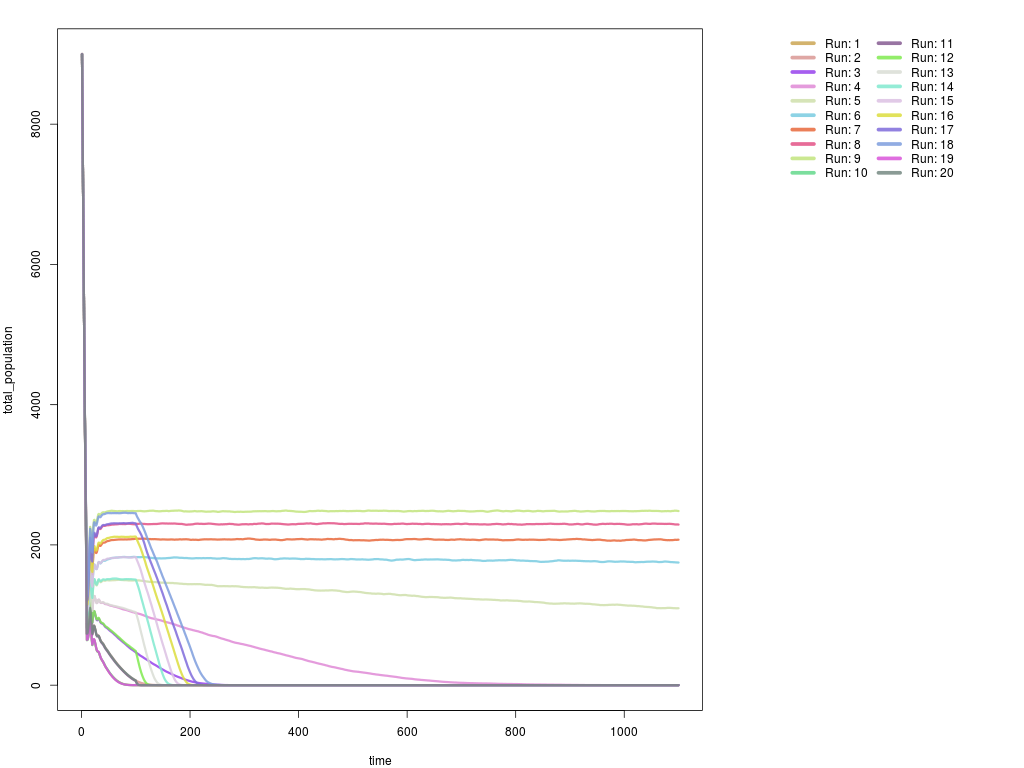 Run: 1
Run: 2
Run: 3
Run: 4
Run: 5
Run: 6
Run: 7
Run: 8
Run: 9
Run: 10
Run: 11
Run: 12
Run: 13
Run: 14
Run: 15
Run: 16
Run: 17
Run: 18
Run: 19
Run: 20
total_population
8000
6000
4000
2000
0
0
200
400
600
800
1000
time